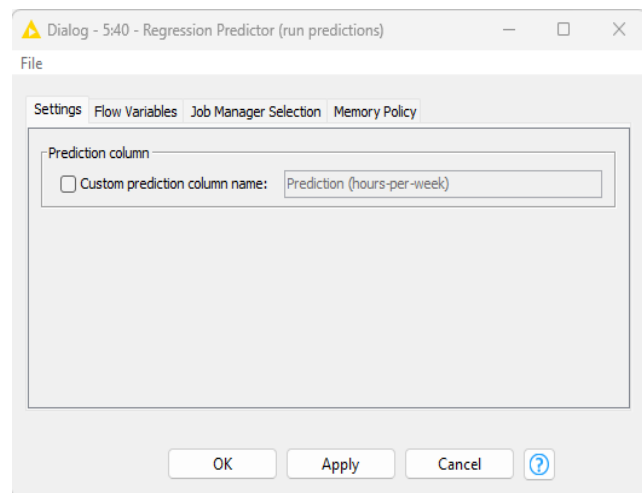 Dialog - 5:40 - Regression Predictor (run predictions)
File
Settings Flow Variables Job Manager Selection Memory Policy
Prediction column
Custom prediction column name: Prediction (hours-per-week)
OK Apply Cancel ?